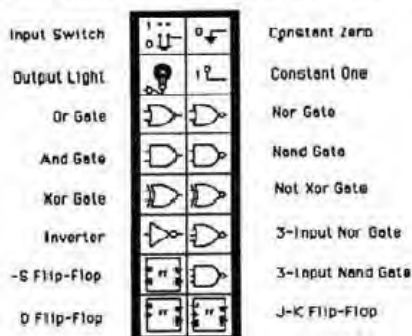 Input Switch
Constant Zero
Output Light
Constant One
Or Gate
Nor Gate
And Gate
Nand Gate
Xor Gate
Not Xor Gate
Inverter
3-Input Nor Gate
-S Flip-Flop
3-Input Nand Gate
D Flip-Flop
J-K Flip-Flop